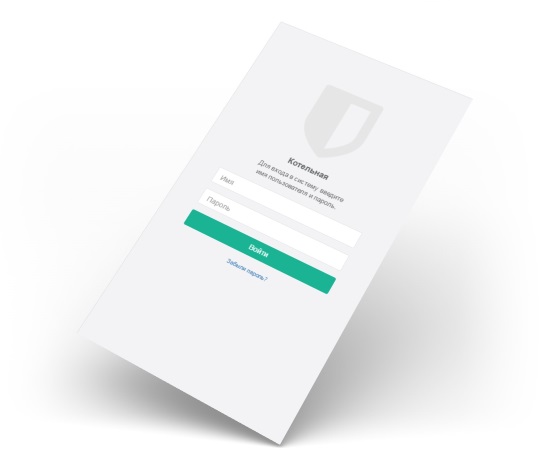 Котельная
Для входа в систему введите
имя пользователя и пароль.
Имя
Пароль
Войти
Забыли пароль?